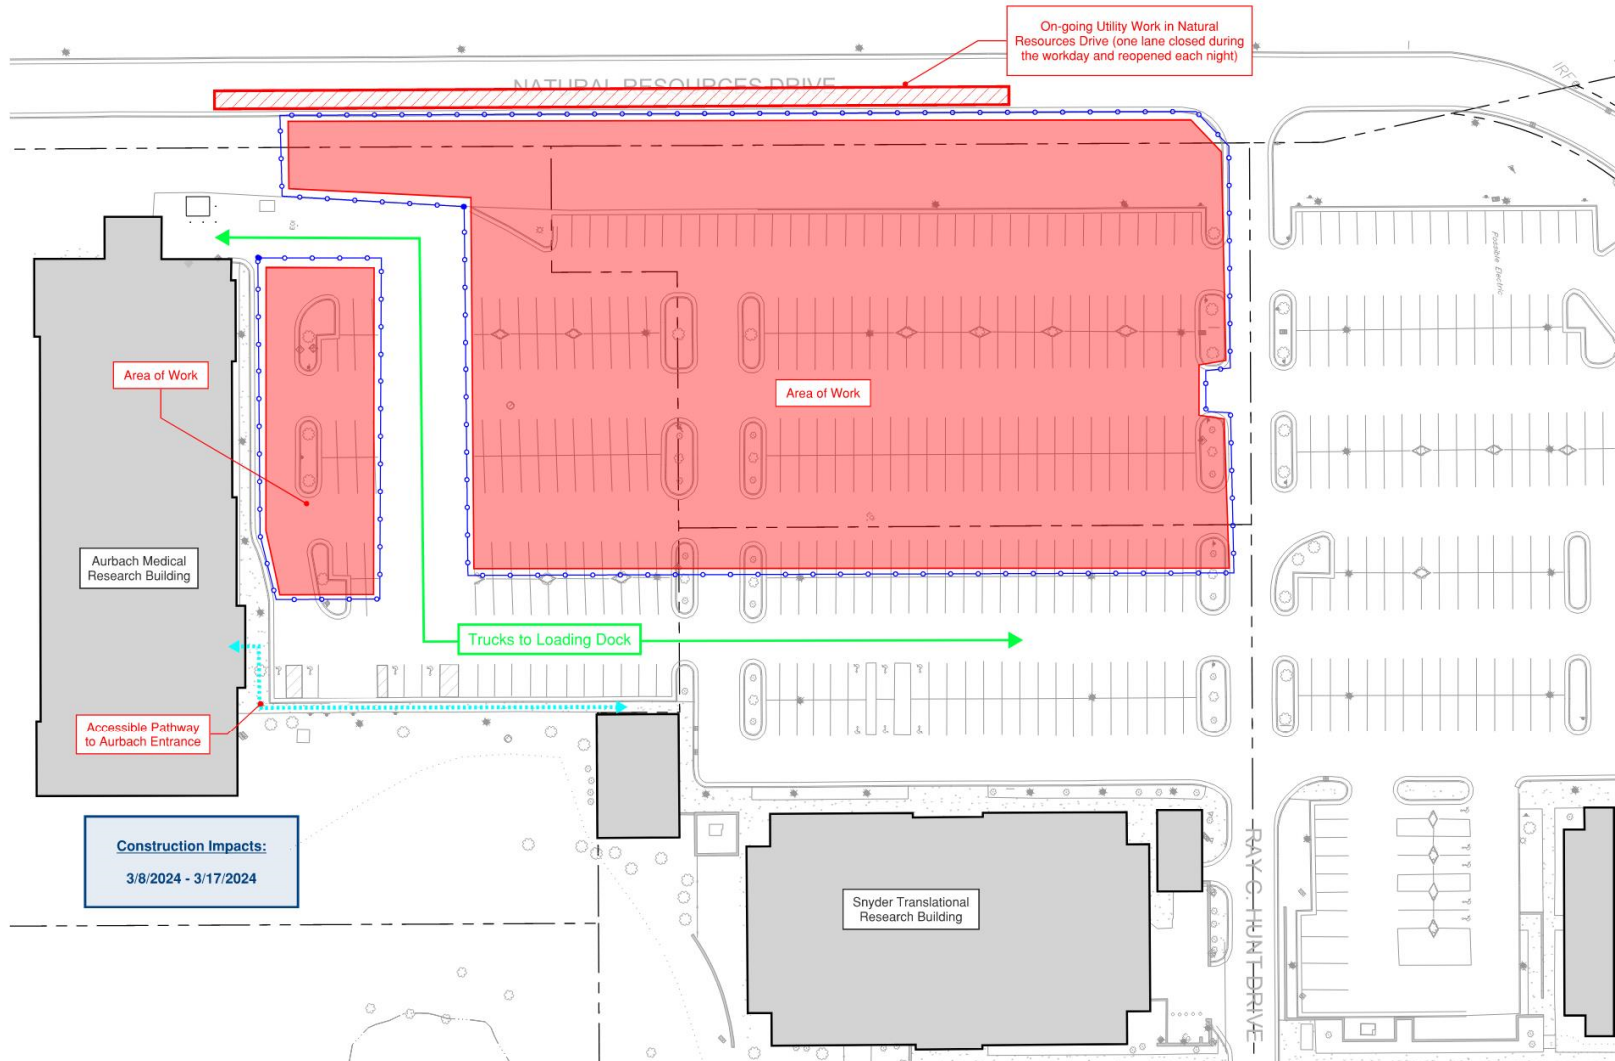 On-going Utility Work in Natural
Resources Drive (one lane closed during
the workday and reopened each night)
NATURAL RESOURCES DRIVE
Possible Electric
Area of Work
Area of Work
Aurbach Medical
Research Building
Trucks to Loading Dock
Accessible Pathway
to Aurbach Entrance
Construction Impacts:
3/8/2024 - 3/17/2024
Snyder Translational
Research Building
RAY C. HUNT DRIVE